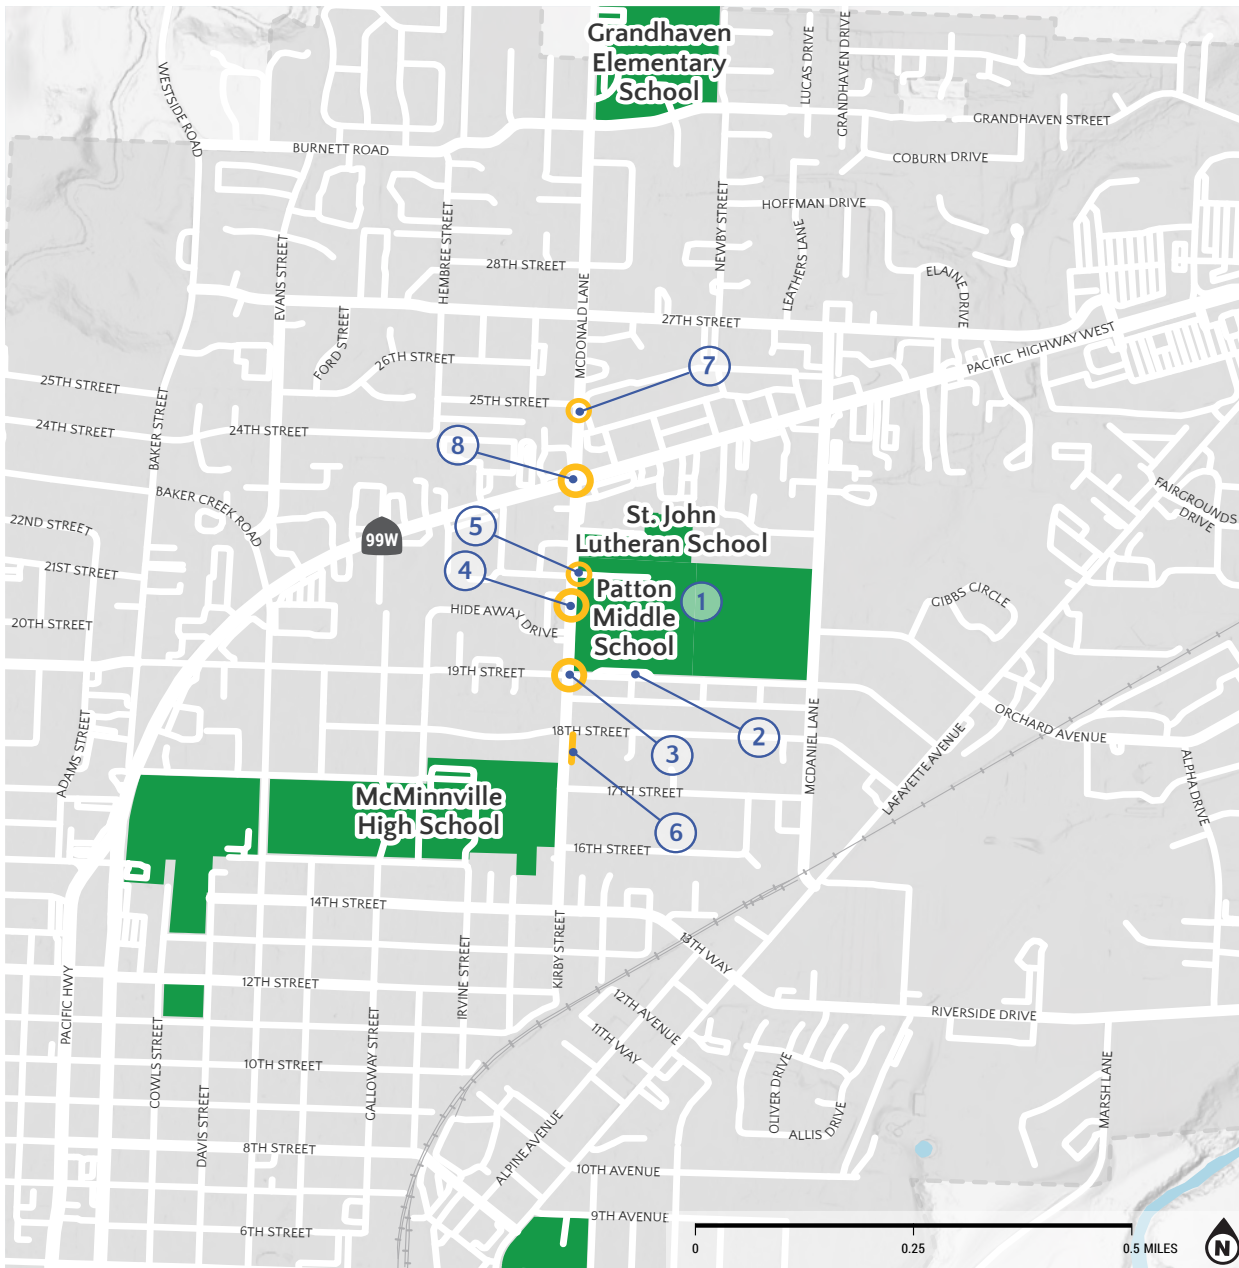 Grandhaven
Elementary
School
WESTSIDE ROAD
LUCAS DRIVE
GRANDHAVEN DRIVE
GRANDHAVEN STREET
BURNETT ROAD
COBURN DRIVE
HOFFMAN DRIVE
NEWBY STREET
LEATHERS LANE
HEMBREE STREET
EVANS STREET
28TH STREET
ELAINE DRIVE
MCDONALD LANE
27TH STREET
FORD STREET
26TH STREET
PACIFIC HIGHWAY WEST
7
25TH STREET
25TH STREET
24TH STREET
24TH STREET
BAKER STREET
8
BAKER CREEK ROAD
FAIRGROUNDS
DRIVE
22ND STREET
99W
5
St. John
Lutheran School
21ST STREET
4
Patton
Middle
School
1
GIBBS CIRCLE
HIDE AWAY DRIVE
20TH STREET
19TH STREET
ORCHARD AVENUE
18TH STREET
2
3
MCDANIEL LANE
LAFAYETTE AVENUE
ADAMS STREET
ALPHA DRIVE
McMinnville
High School
17TH STREET
6
16TH STREET
14TH STREET
13TH WAY
KIRBY STREET
IRVINE STREET
12TH STREET
12TH AVENUE
PACIFIC HWY
RIVERSIDE DRIVE
11TH WAY
COWLS STREET
GALLOWAY STREET
10TH STREET
OLIVER DRIVE
MARSH LANE
DAVIS STREET
ALLIS DRIVE
8TH STREET
ALPINE AVENUE
10TH AVENUE
6TH STREET
9TH AVENUE
0
0.25
0.5 MILES
N